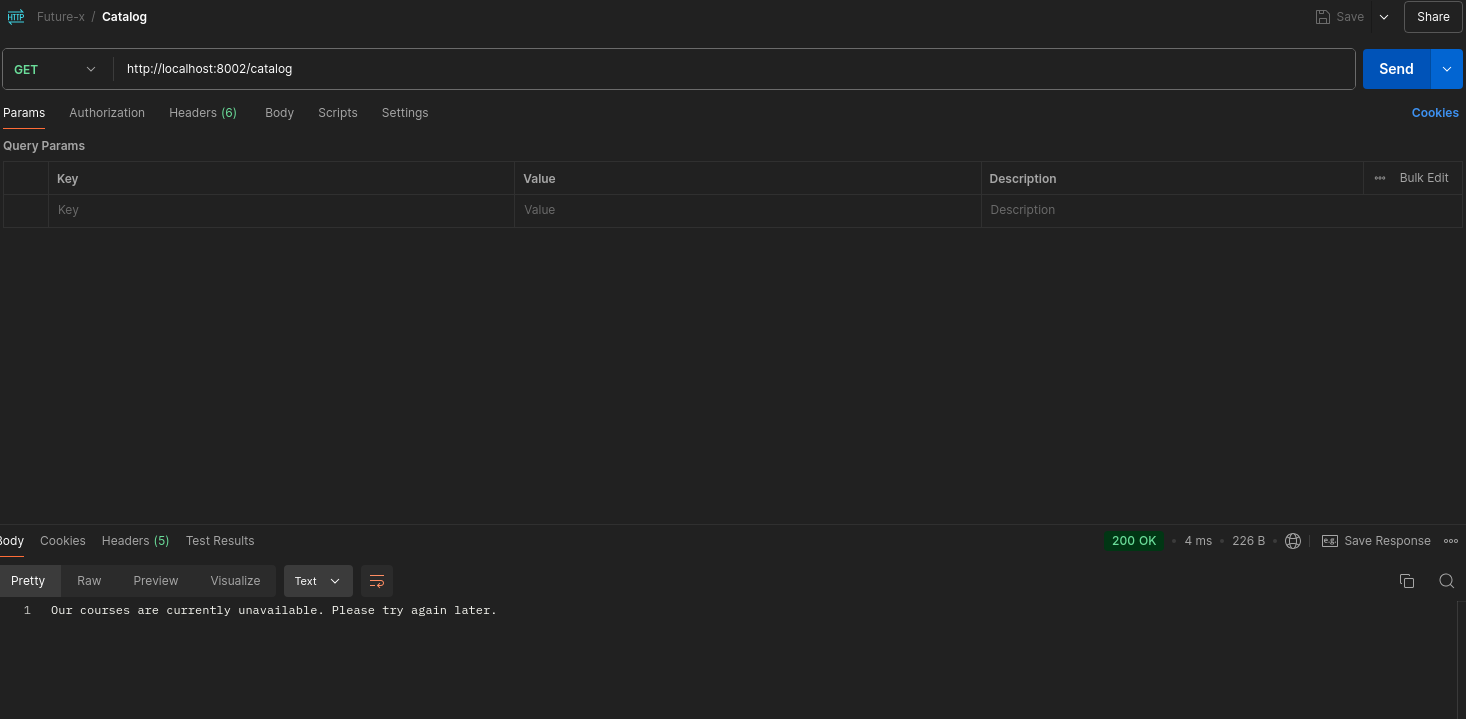 HTTP Future-x / Catalog Save Share
GET http://localhost:8002/catalog Send
Params Authorization Headers (6) Body Scripts Settings Cookies
Query Params
Key Value Description Bulk Edit
Key Value Description
Body Cookies Headers (5) Test Results 200 OK • 4 ms • 226 B • e.g. Save Response
Pretty Raw Preview Visualize Text
1 Our courses are currently unavailable. Please try again later.